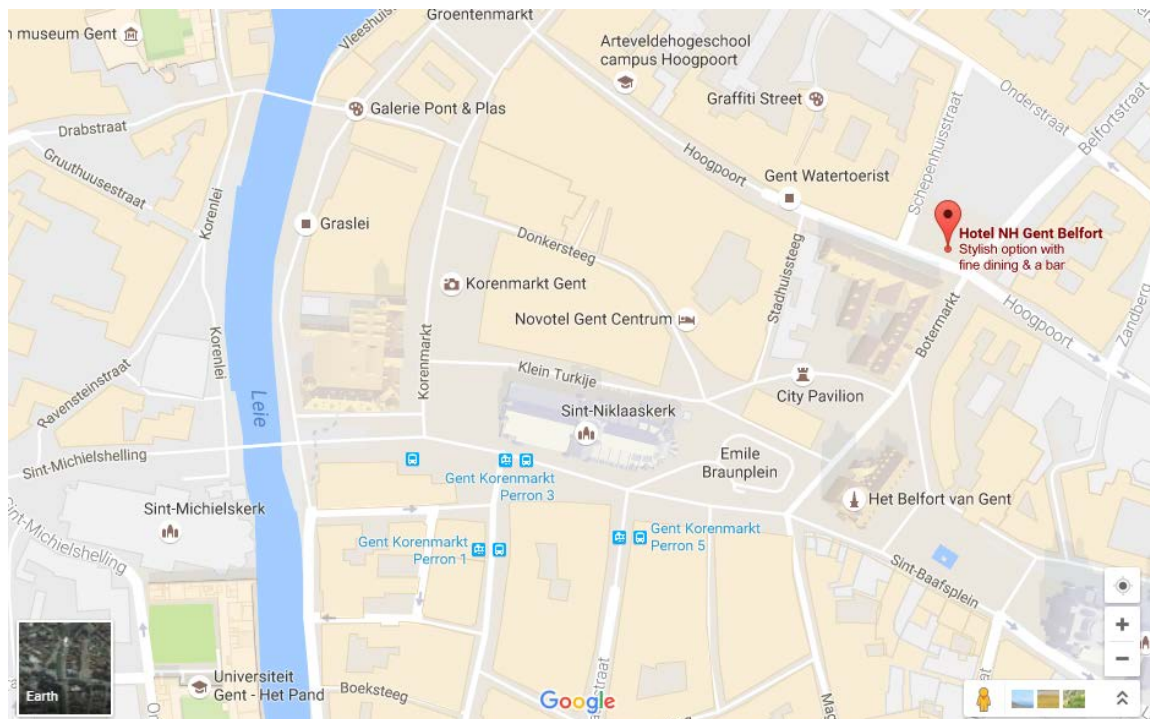 n museum Gent
Vleeshuisst
Groentenmarkt
Arteveldehogeschool
campus Hoogpoort
Graffiti Street
Galerie Pont & Plas
Drabstraat
Gruuthusestraat
Korenlei
Hoogpoort
Schepenhuisstraat
Onderstraat
Belfortstraat
Gent Watertoerist
Graslei
Donkersteeg
Hotel NH Gent Belfort
Stylish option with
fine dining & a bar
Korenmarkt Gent
Stadhuissteeg
Novotel Gent Centrum
Korenlei
Korenmarkt
Botermarkt
Hoogpoort
Zandberg
Ravensteinstraat
Leie
Klein Turkije
City Pavilion
Sint-Niklaaskerk
Sint-Michielshelling
Emile
Braunplein
Gent Korenmarkt
Perron 3
Het Belfort van Gent
Sint-Michielskerk
Gent Korenmarkt
Perron 1
Gent Korenmarkt
Perron 5
Sint-Michielshelling
Sint-Baafsplein
Earth
Universiteit
Gent - Het Pand
Boeksteeg
Google
straat
Mag